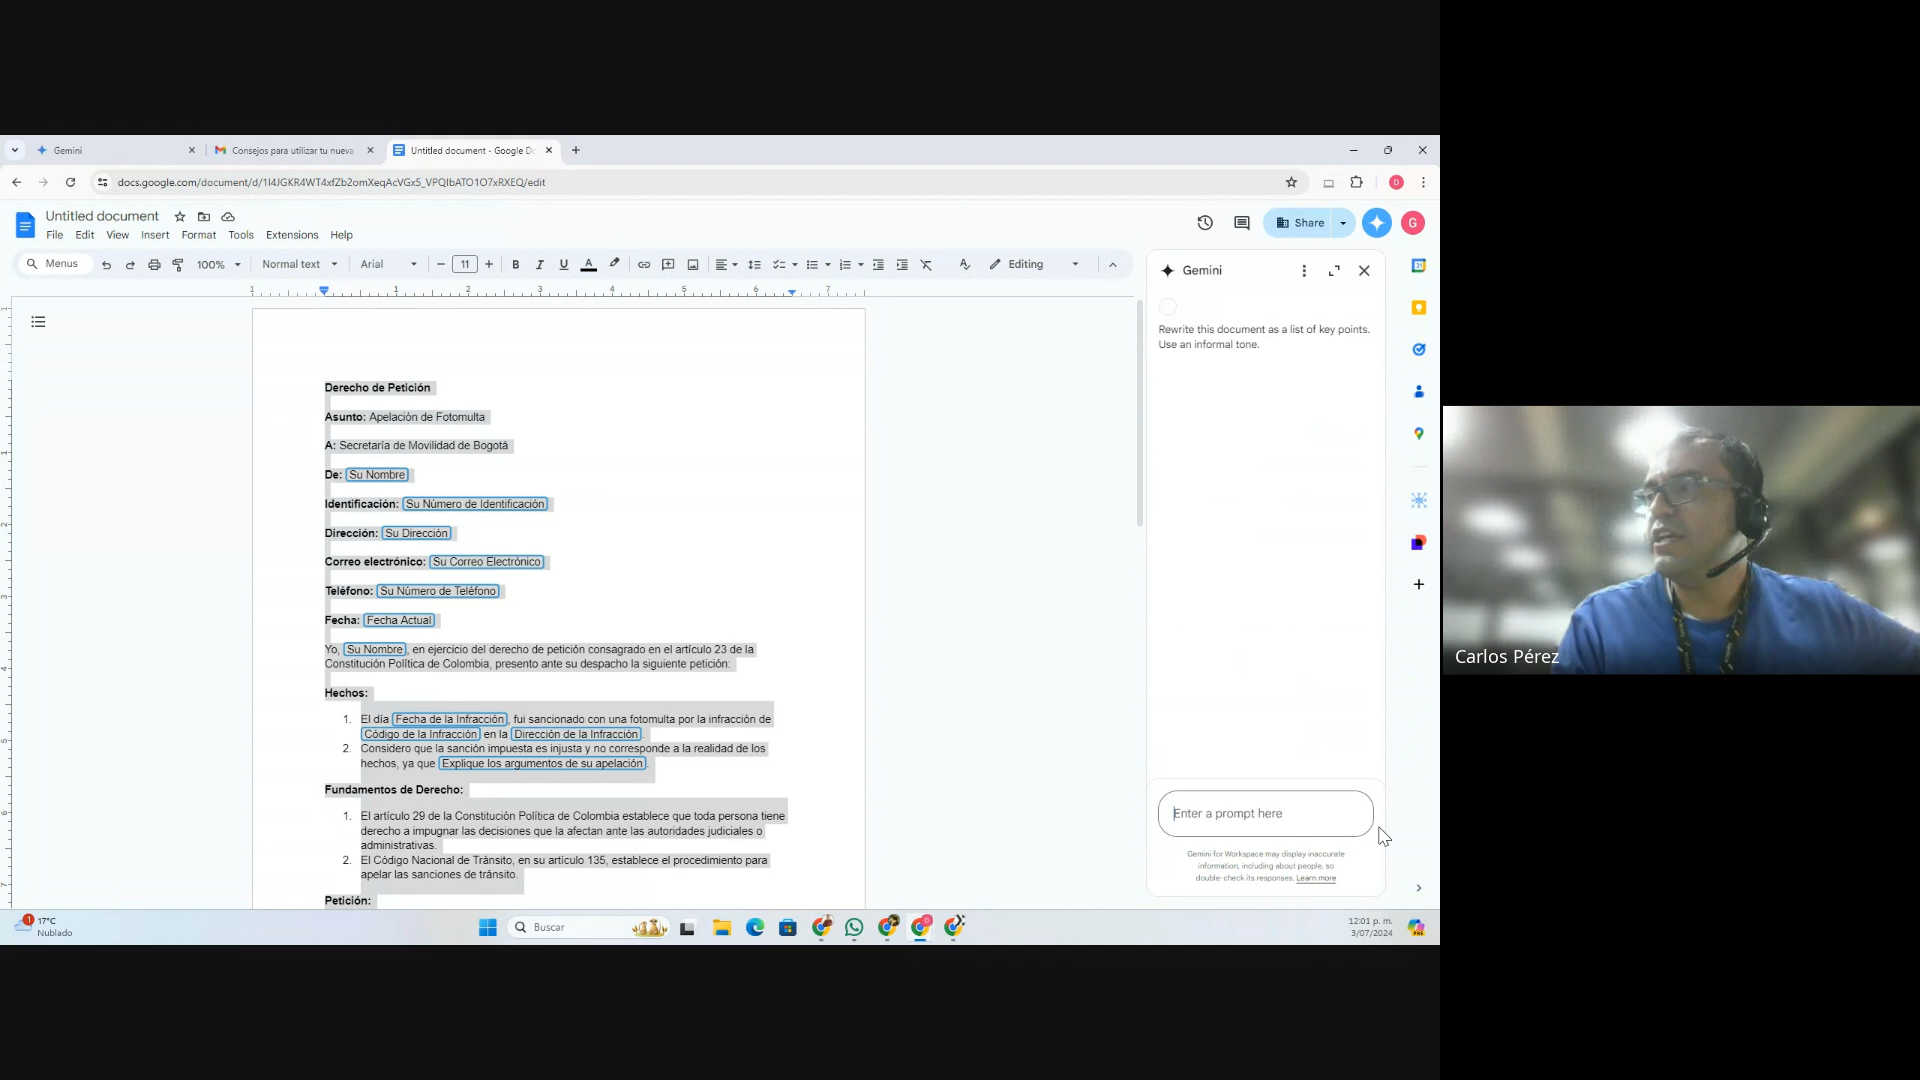 Gemini
Consejos para utilizar tu nueva
Untitled document - Google Do
docs.google.com/document/d/1I4JGKR4WT4xfZb2omXeqAcVGx5_VPQIbATO1O7xRXEQ/edit
D
Untitled document
File Edit View Insert Format Tools Extensions Help
Share
G
Menus
100%
Normal text
Arial
11
B I U A
Editing
1 1 2 3 4 5 6 7
Gemini
Rewrite this document as a list of key points.
Use an informal tone.
Derecho de Petición
Asunto: Apelación de Fotomulta
A: Secretaría de Movilidad de Bogotá
De: Su Nombre
Identificación: Su Número de Identificación
Dirección: Su Dirección
Correo electrónico: Su Correo Electrónico
Teléfono: Su Número de Teléfono
Fecha: Fecha Actual
Yo, Su Nombre, en ejercicio del derecho de petición consagrado en el artículo 23 de la
Constitución Política de Colombia, presento ante su despacho la siguiente petición:
Hechos:
1. El día Fecha de la Infracción, fui sancionado con una fotomulta por la infracción de
Código de la Infracción en la Dirección de la Infracción.
2. Considero que la sanción impuesta es injusta y no corresponde a la realidad de los
hechos, ya que Explique los argumentos de su apelación.
Fundamentos de Derecho:
1. El artículo 29 de la Constitución Política de Colombia establece que toda persona tiene
derecho a impugnar las decisiones que la afectan ante las autoridades judiciales o
administrativas.
2. El Código Nacional de Tránsito, en su artículo 135, establece el procedimiento para
apelar las sanciones de tránsito.
Petición:
Enter a prompt here
Gemini for Workspace may display inaccurate
information, including about people, so
double-check its responses. Learn more
Carlos Pérez
1
17°C
Nublado
Buscar
12:01 p. m.
3/07/2024